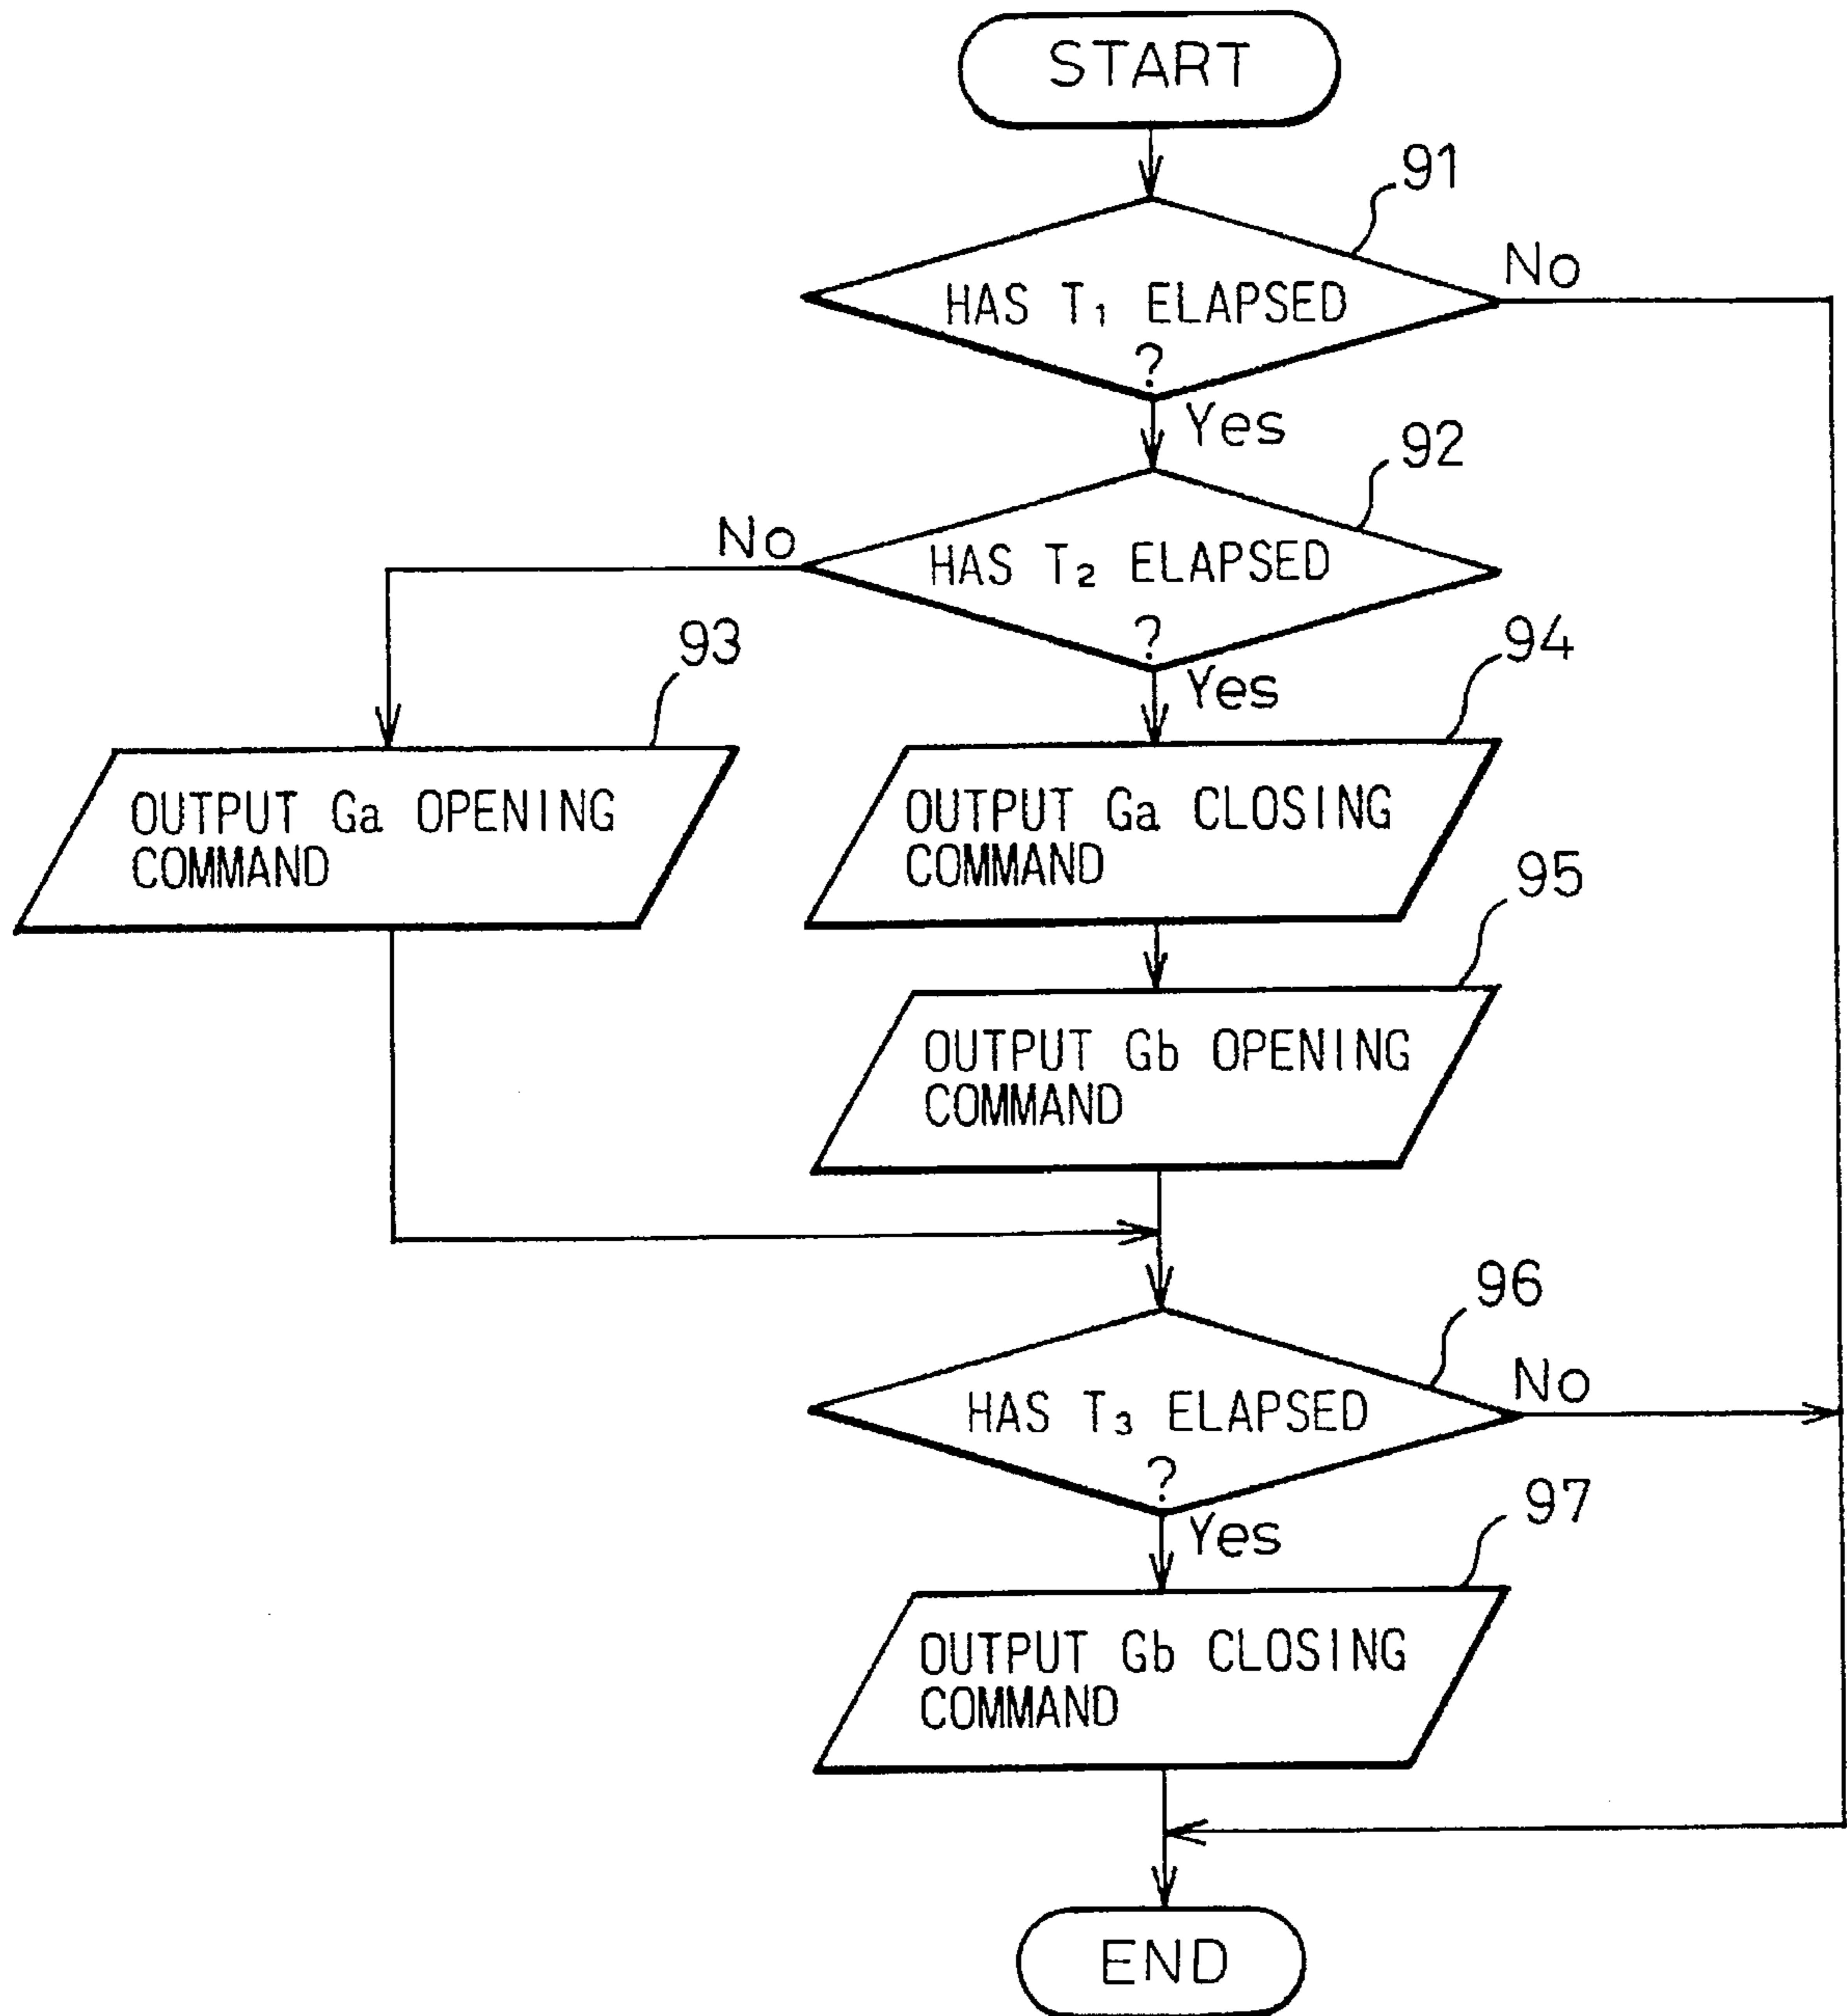 START
91
HAS T₁ ELAPSED
?
No
Yes
92
HAS T₂ ELAPSED
?
No
Yes
93
OUTPUT Ga OPENING
COMMAND
94
OUTPUT Ga CLOSING
COMMAND
95
OUTPUT Gb OPENING
COMMAND
96
HAS T₃ ELAPSED
?
No
Yes
97
OUTPUT Gb CLOSING
COMMAND
END